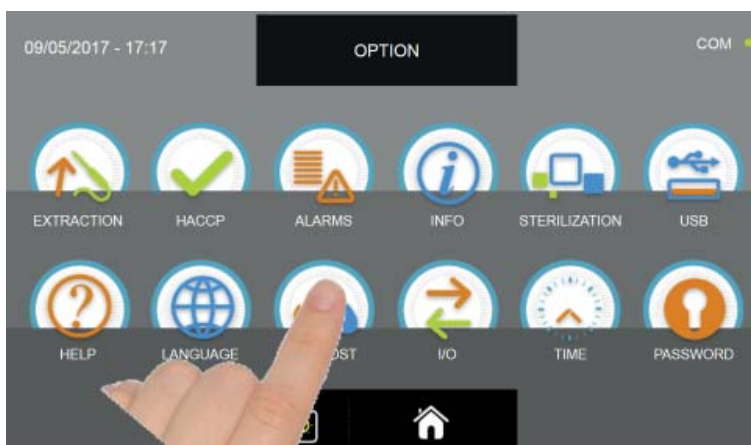 09/05/2017 - 17:17
OPTION
COM
EXTRACTION
HACCP
ALARMS
INFO
STERILIZATION
USB
HELP
LANGUAGE
I/O
TIME
PASSWORD